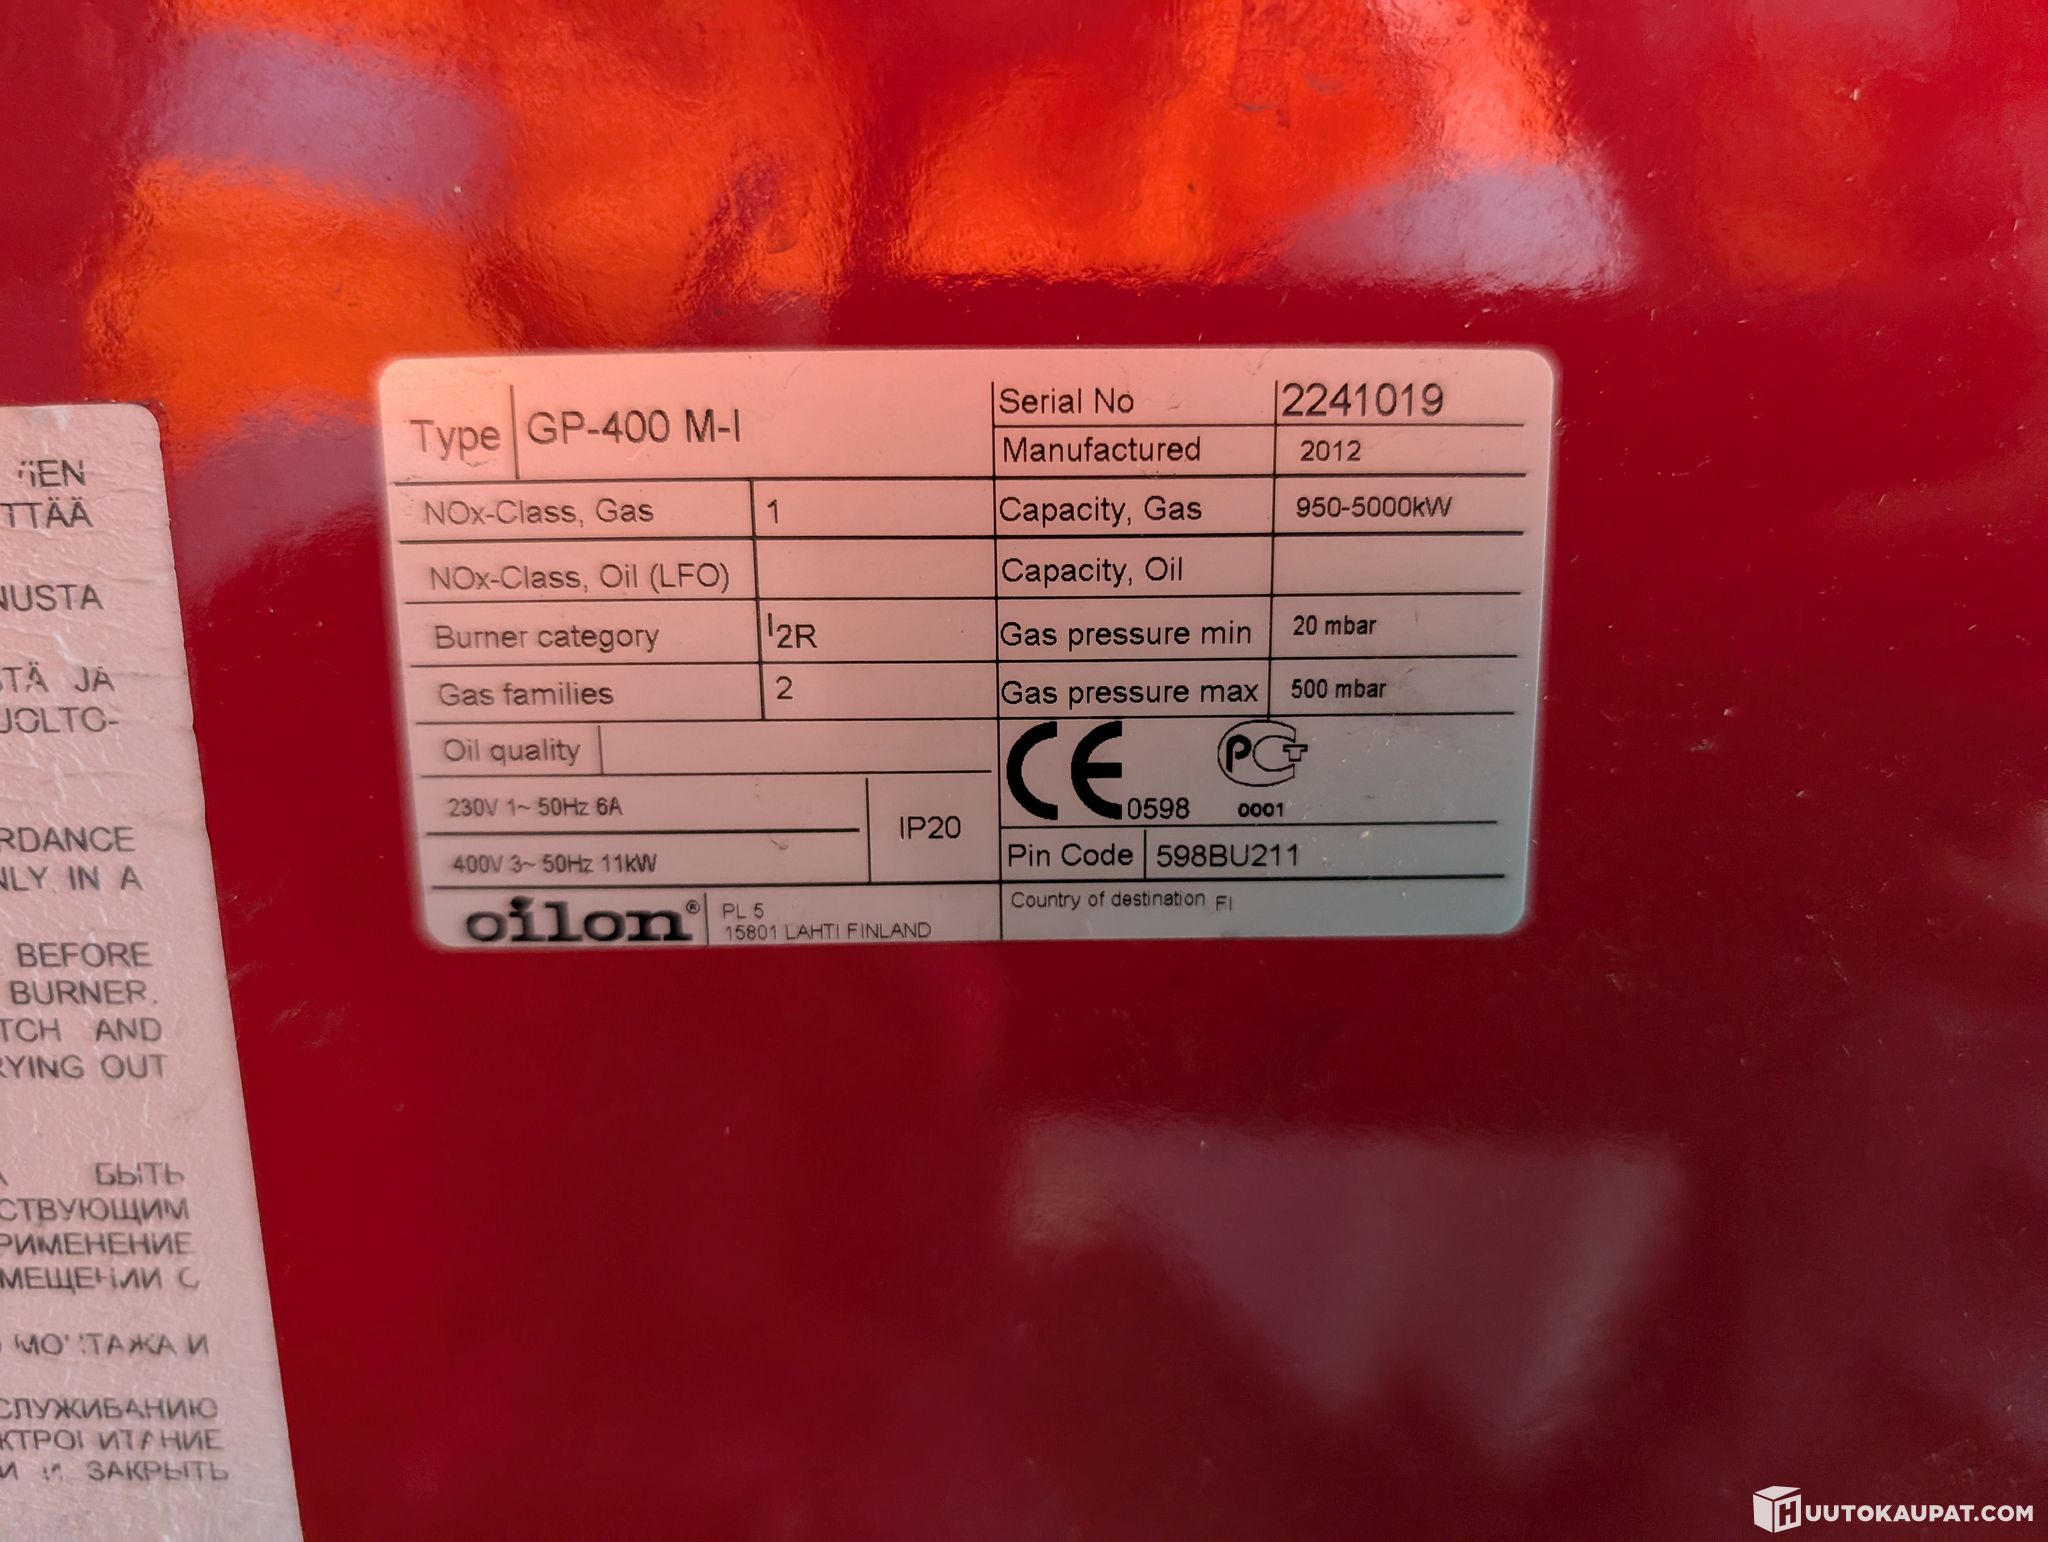 IEN
TTÄÄ
NUSTA
STÄ JA
UOLTO-
RDANCE
NLY IN A
BEFORE
BURNER.
TCH AND
RYING OUT
БЫТЬ
СТВУЮЩИМ
РИМЕНЕНИЕ
МЕЩЕНИИ С
МОНТАЖА И
СЛУЖИВАНИЮ
ЗАКРЫТЬ
Type GP-400 M-I
Serial No 2241019
Manufactured 2012
NOx-Class, Gas 1
Capacity, Gas 950-5000kW
NOx-Class, Oil (LFO)
Capacity, Oil
Burner category I2R
Gas pressure min 20 mbar
Gas families 2
Gas pressure max 500 mbar
Oil quality
230V 1~ 50Hz 6A
400V 3~ 50Hz 11kW
IP20
CE 0598
РСТ 0001
Pin Code 598BU211
oilon®
PL 5
15801 LAHTI FINLAND
Country of destination FI
HUUTOKAUPAT.COM